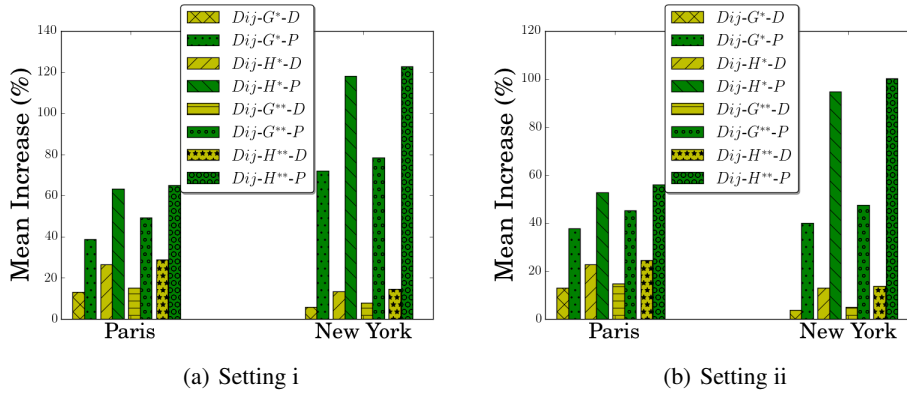 Mean Increase (%)
140
120
100
80
60
40
20
0
Dij-G*-D
Dij-G*-P
Dij-H*-D
Dij-H*-P
Dij-G**-D
Dij-G**-P
Dij-H**-D
Dij-H**-P
Paris
New York
(a) Setting i
Mean Increase (%)
120
100
80
60
40
20
0
Dij-G*-D
Dij-G*-P
Dij-H*-D
Dij-H*-P
Dij-G**-D
Dij-G**-P
Dij-H**-D
Dij-H**-P
Paris
New York
(b) Setting ii